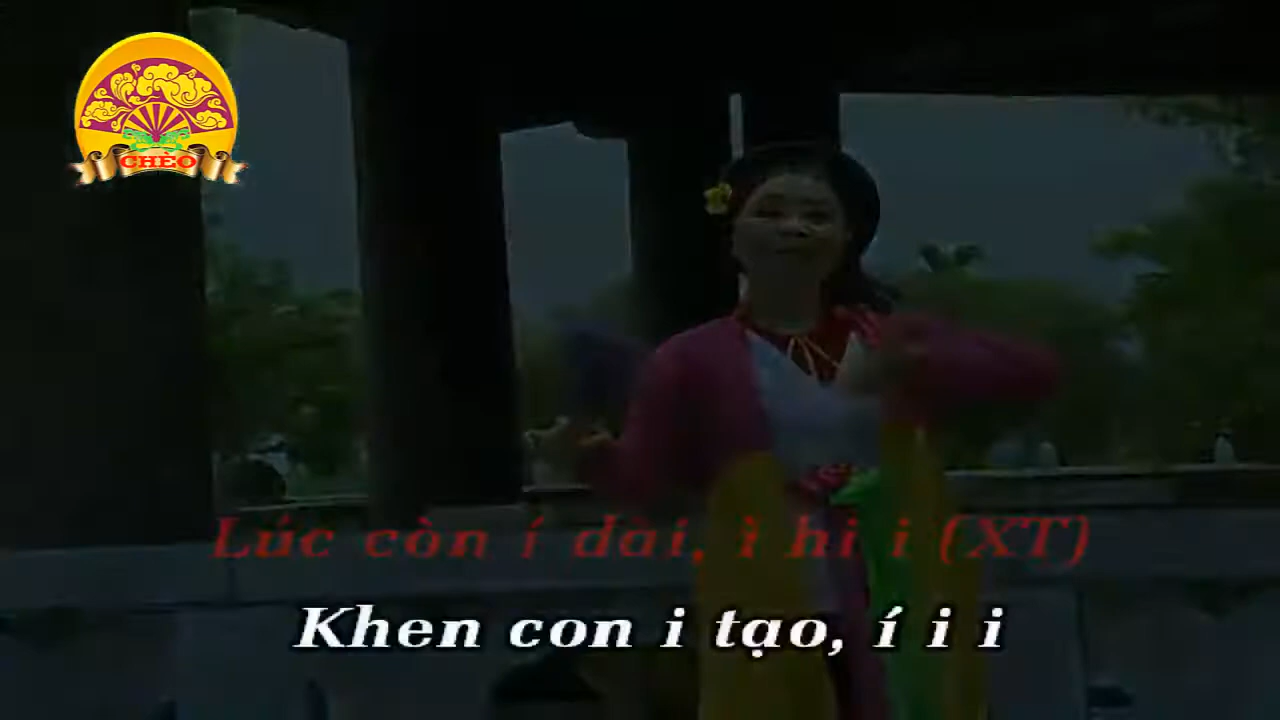 CHÈO
Lúc còn í dài, ì hi i (XT)
Khen con i tạo, í i i